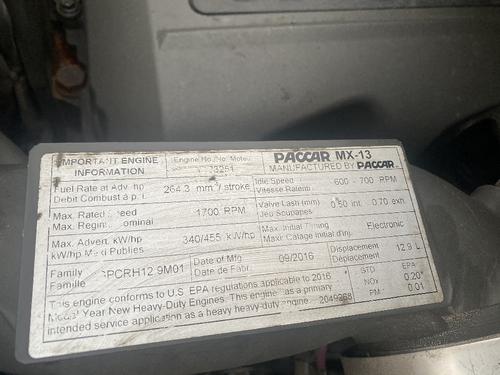 IMPORTANT ENGINE
INFORMATION
Engine No./No. Moteur
PACCAR MX-13
MANUFACTURED BY PACCAR
Fuel Rate at Adv. hp
Debit Combust à p.
264.3 mm³/stroke
Idle Speed
Vitesse Ralenti
600 - 700 RPM
Max. Rated Speed
Max. Regim
1700 RPM
Valve Lash (mm)
Jeu Scupapes
0.50 int. 0.70 exh.
Max. Advert. kW/hp
kW/hp Max Publies
340/455 kW/hp
Max. Initial Timing
Maxi. Calage Initial d'inj.
Electronic
Family
Famille
GPCRH12.9M01
Date of Mfg
Date de Fabr.
09/2016
Displacement
Déplacement
12.9 L
This engine conforms to U.S. EPA regulations applicable to 2016
Model Year New Heavy-Duty Engines. This engine has a primary
intended service application as a heavy heavy-duty engine. 2049268
STD EPA
NOx 0.20*
PM 0.01